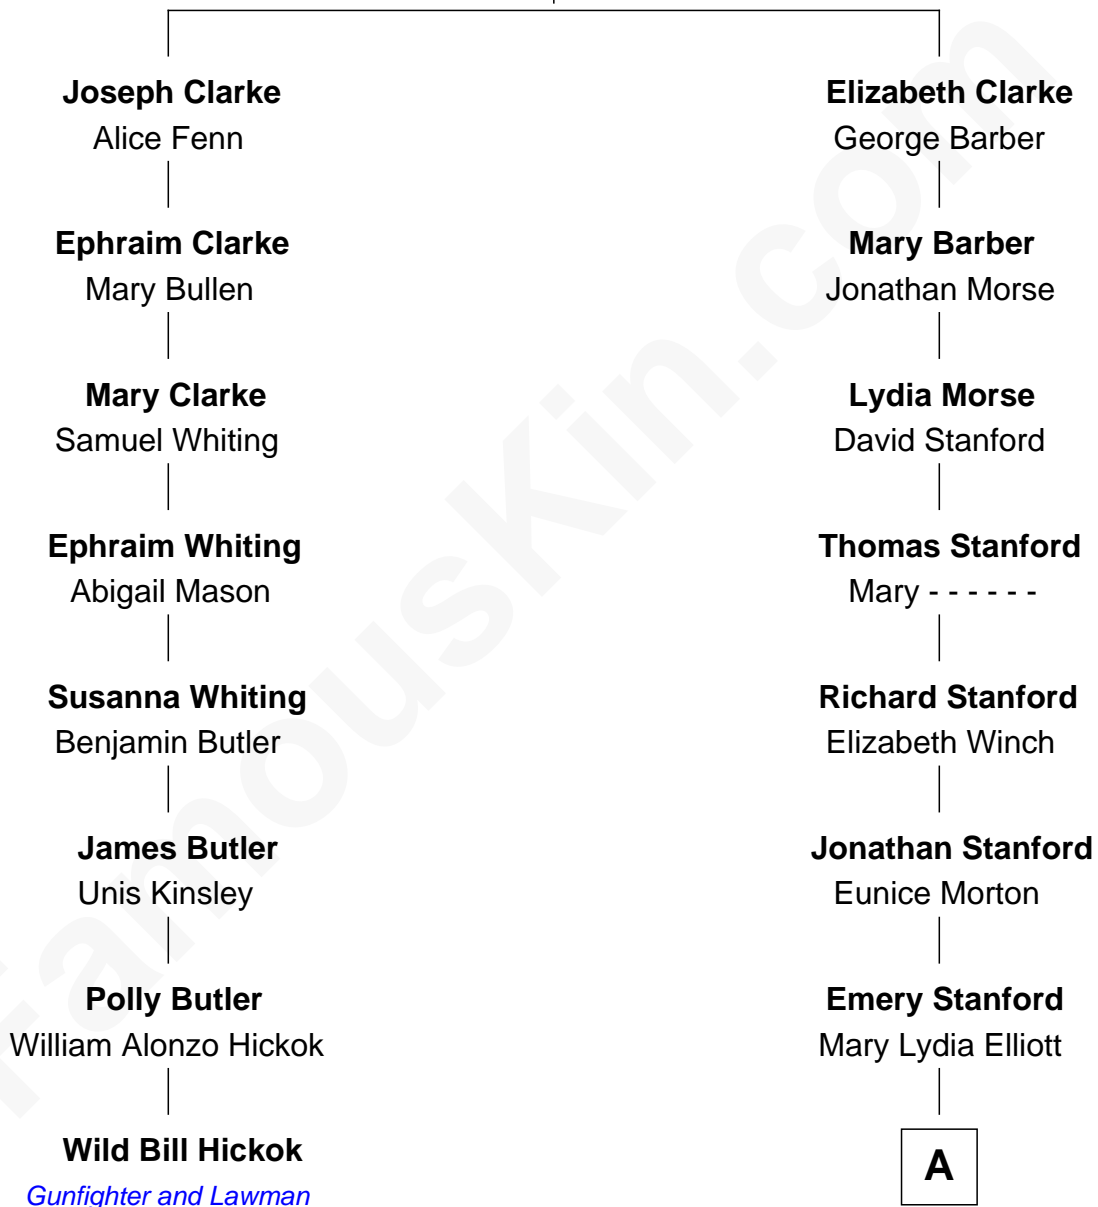 Joseph Clarke
Alice Fenn
Ephraim Clarke
Mary Bullen
Mary Clarke
Samuel Whiting
Ephraim Whiting
Abigail Mason
Susanna Whiting
Benjamin Butler
James Butler
Unis Kinsley
Polly Butler
William Alonzo Hickok
Wild Bill Hickok
Gunfighter and Lawman
Elizabeth Clarke
George Barber
Mary Barber
Jonathan Morse
Lydia Morse
David Stanford
Thomas Stanford
Mary - - - - - -
Richard Stanford
Elizabeth Winch
Jonathan Stanford
Eunice Morton
Emery Stanford
Mary Lydia Elliott
A
FamousKin.com